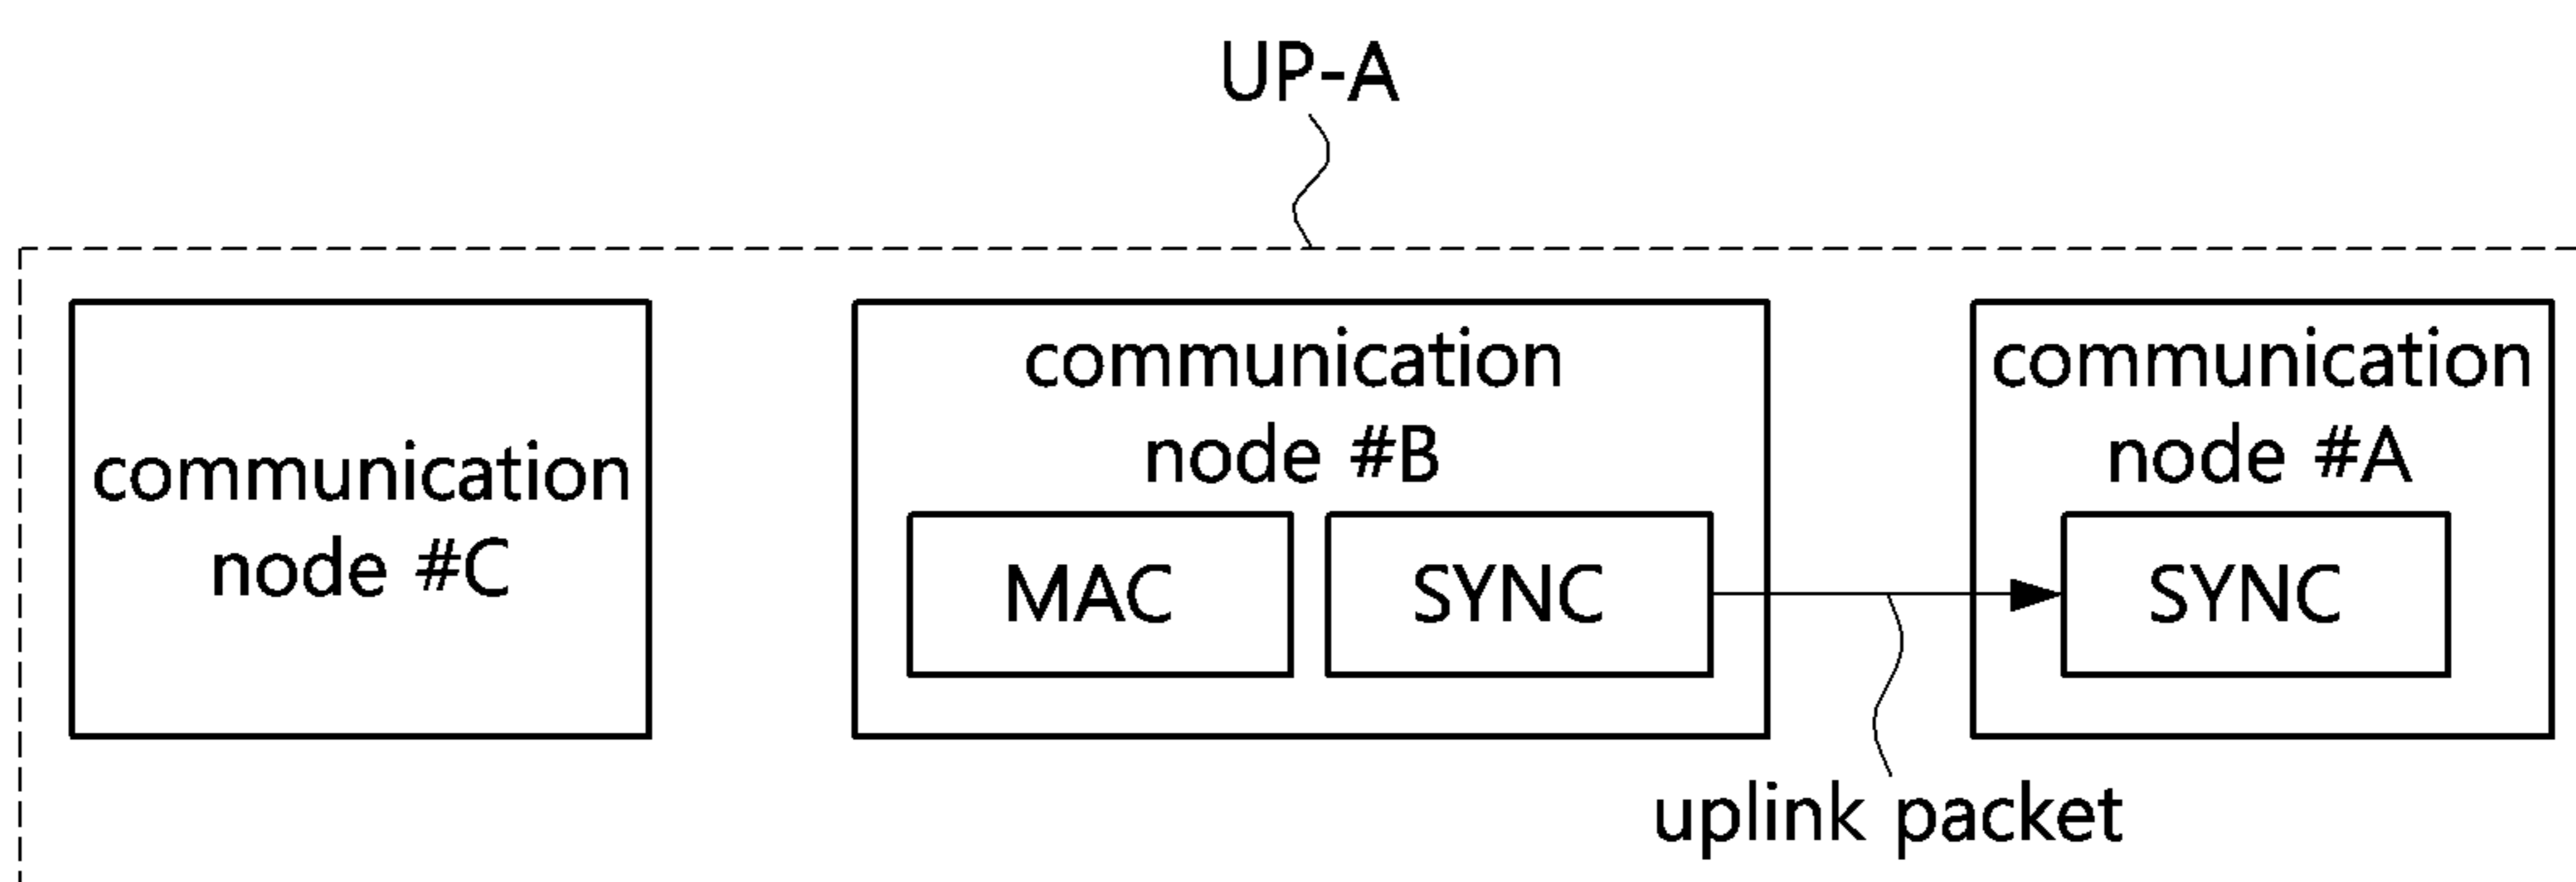 UP-A
communication
node #C
communication
node #B
MAC
SYNC
communication
node #A
SYNC
uplink packet